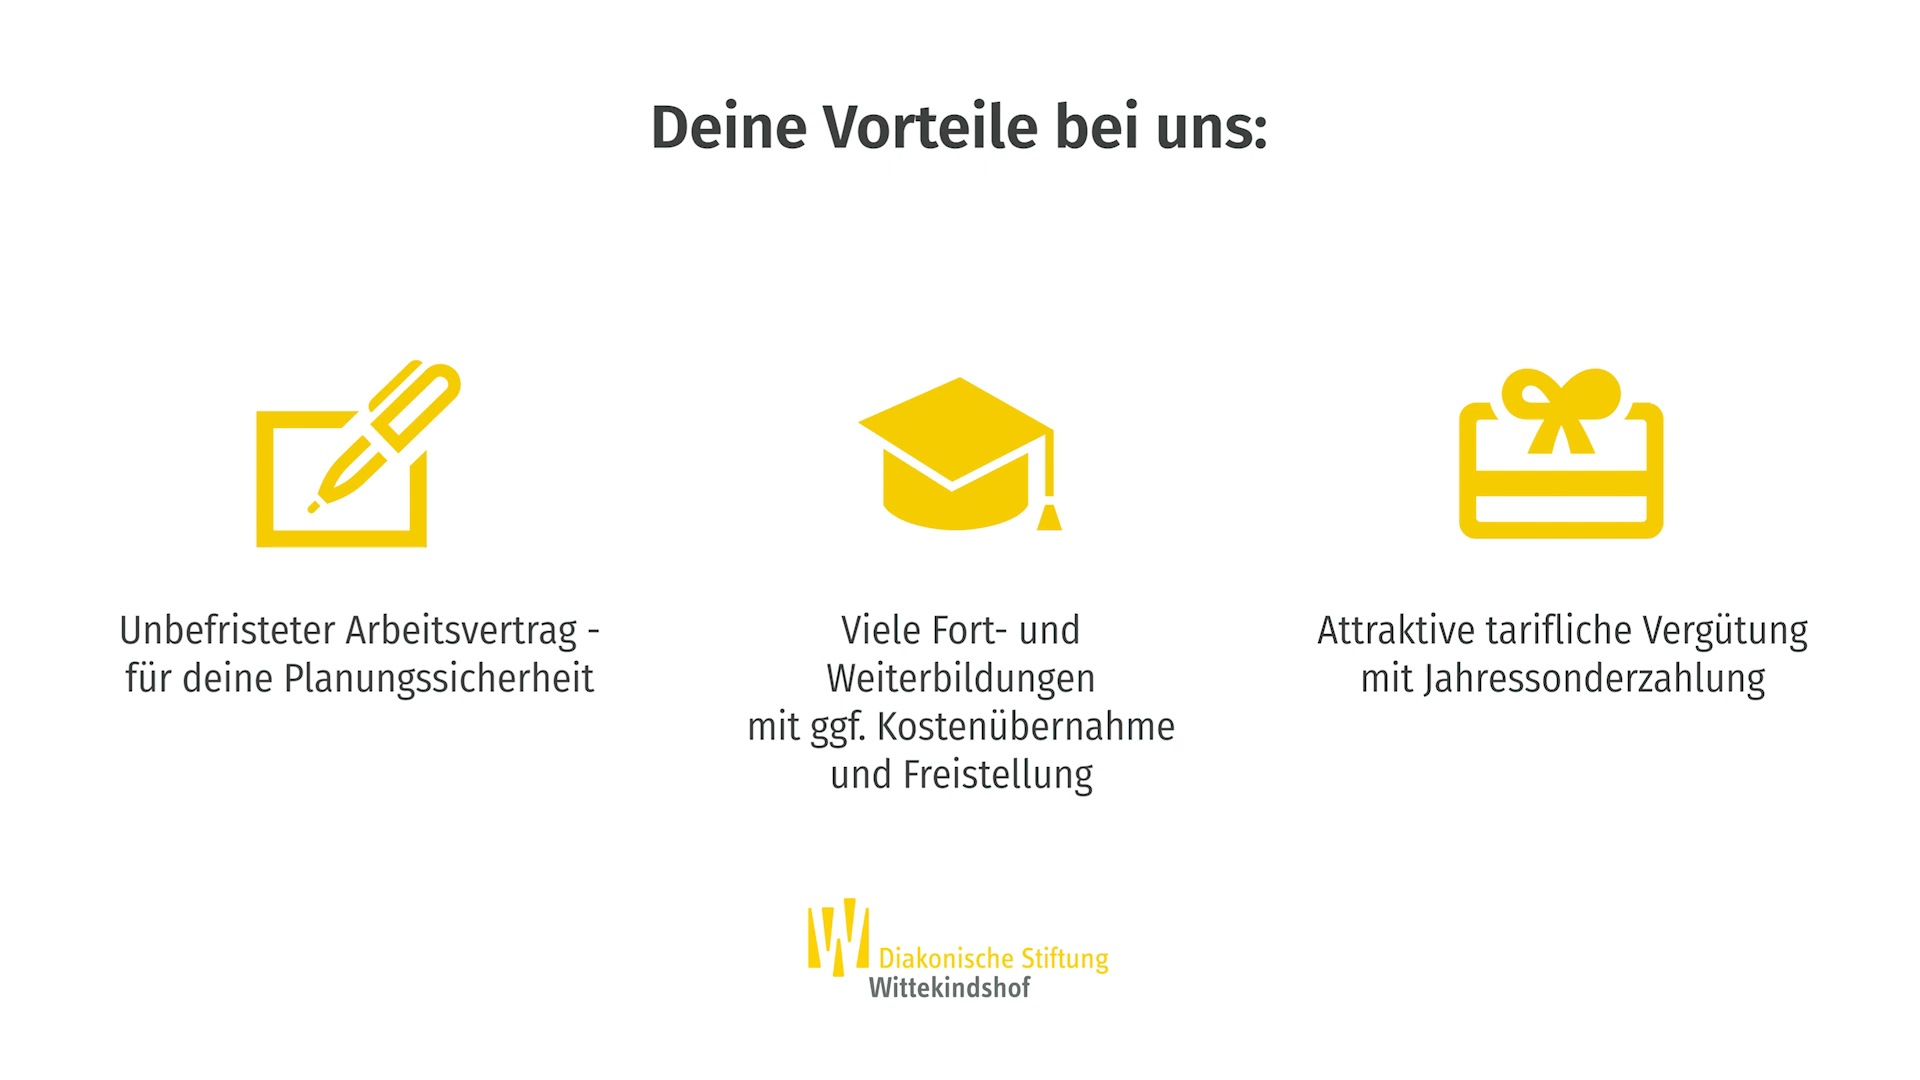 Deine Vorteile bei uns:
Unbefristeter Arbeitsvertrag -
für deine Planungssicherheit
Viele Fort- und
Weiterbildungen
mit ggf. Kostenübernahme
und Freistellung
Attraktive tarifliche Vergütung
mit Jahressonderzahlung
Diakonische Stiftung
Wittekindshof